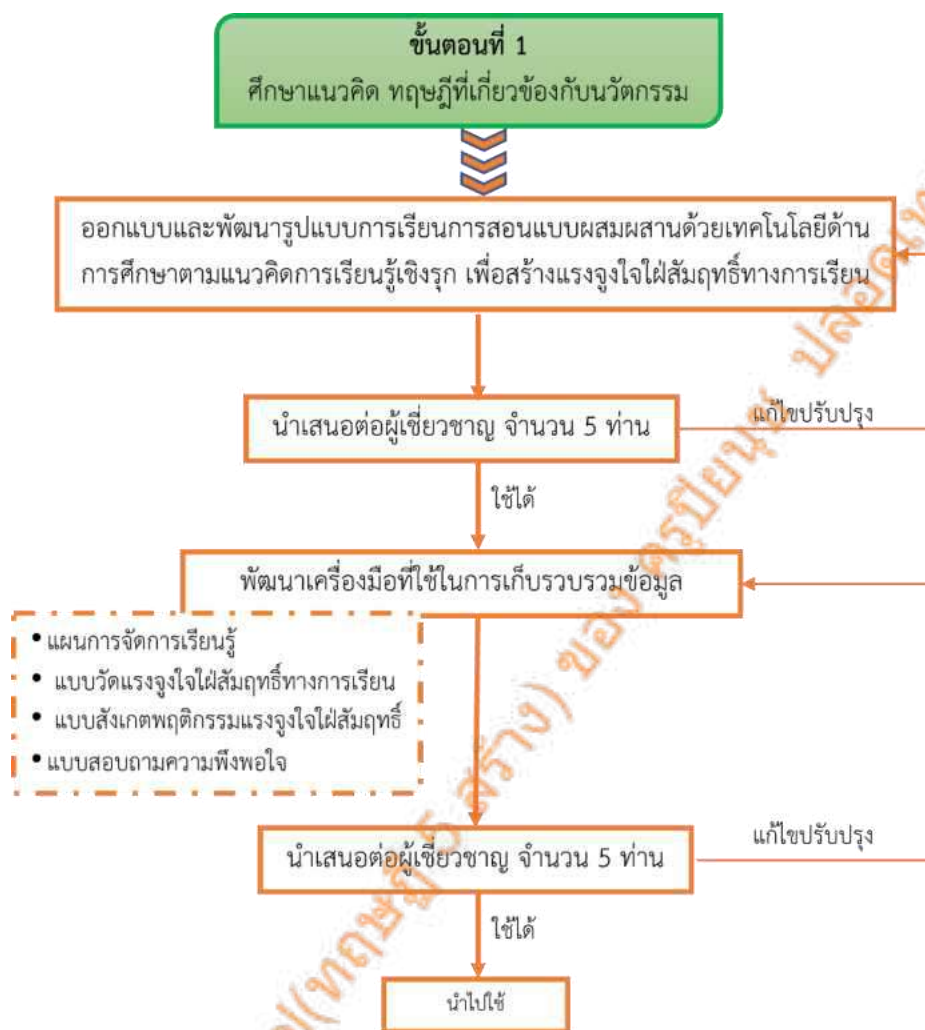 ขั้นตอนที่ 1
ศึกษาแนวคิด ทฤษฎีที่เกี่ยวข้องกับนวัตกรรม
ออกแบบและพัฒนารูปแบบการเรียนการสอนแบบผสมผสานด้วยเทคโนโลยีด้าน
การศึกษาตามแนวคิดการเรียนรู้เชิงรุก เพื่อสร้างแรงจูงใจใฝ่สัมฤทธิ์ทางการเรียน
นำเสนอต่อผู้เชี่ยวชาญ จำนวน 5 ท่าน
แก้ไขปรับปรุง
ใช้ได้
พัฒนาเครื่องมือที่ใช้ในการเก็บรวบรวมข้อมูล
• แผนการจัดการเรียนรู้
• แบบวัดแรงจูงใจใฝ่สัมฤทธิ์ทางการเรียน
• แบบสังเกตพฤติกรรมแรงจูงใจใฝ่สัมฤทธิ์
• แบบสอบถามความพึงพอใจ
นำเสนอต่อผู้เชี่ยวชาญ จำนวน 5 ท่าน
แก้ไขปรับปรุง
ใช้ได้
นำไปใช้
(ทฤษฎี 5 สร้าง) ของ ครูปิยนุช